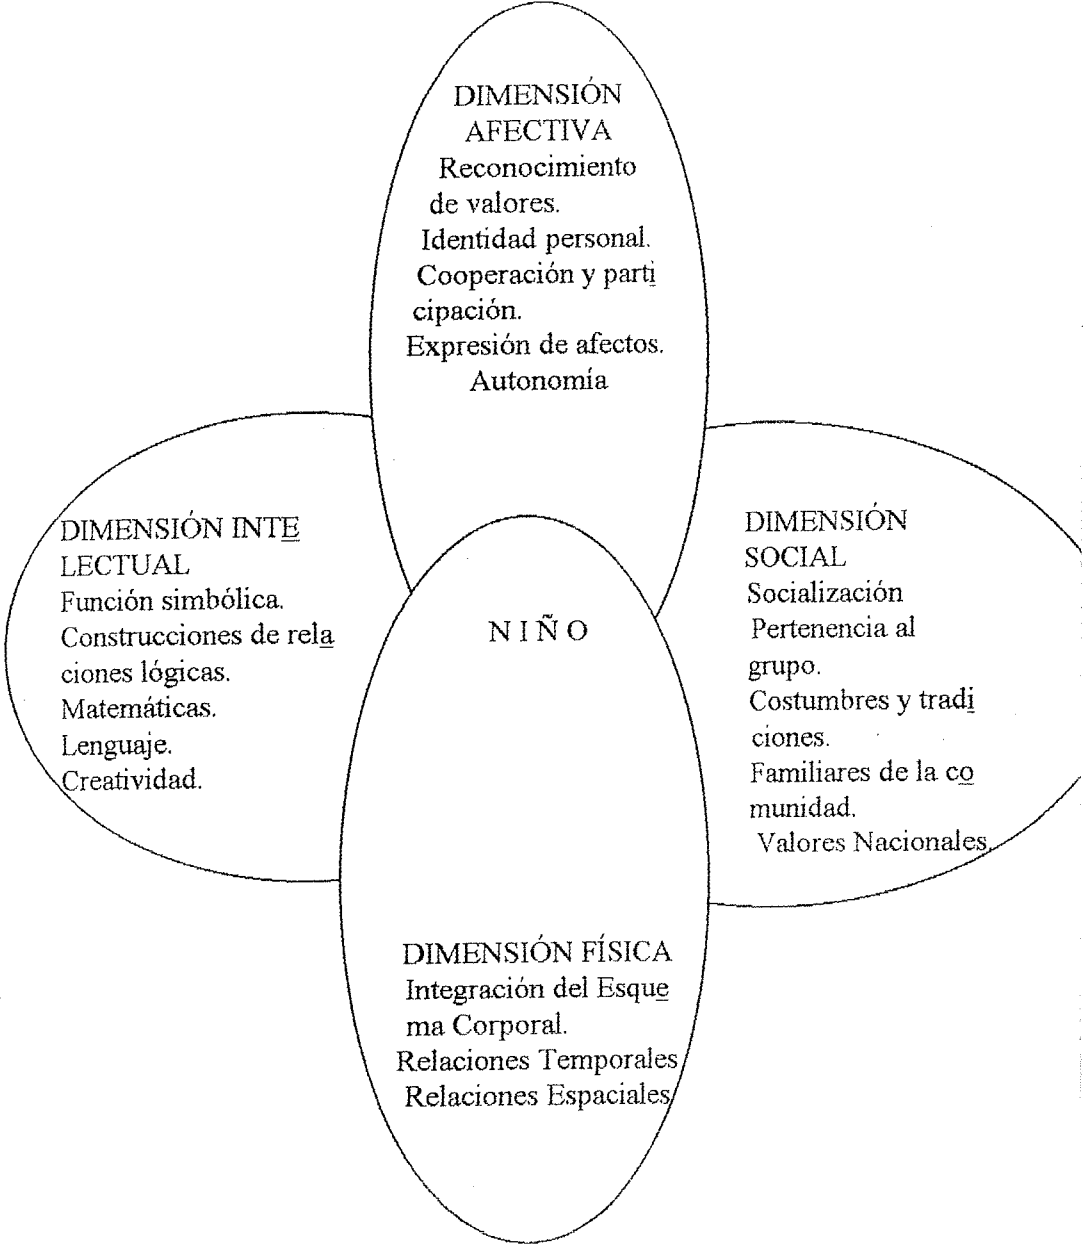 DIMENSIÓN
AFECTIVA
Reconocimiento
de valores.
Identidad personal.
Cooperación y parti
cipación.
Expresión de afectos.
Autonomía
DIMENSIÓN INTE
LECTUAL
Función simbólica.
Construcciones de rela
ciones lógicas.
Matemáticas.
Lenguaje.
Creatividad.
N I Ñ O
DIMENSIÓN
SOCIAL
Socialización
Pertenencia al
grupo.
Costumbres y tradi
ciones.
Familiares de la co
munidad.
Valores Nacionales.
DIMENSIÓN FÍSICA
Integración del Esque
ma Corporal.
Relaciones Temporales
Relaciones Espaciales